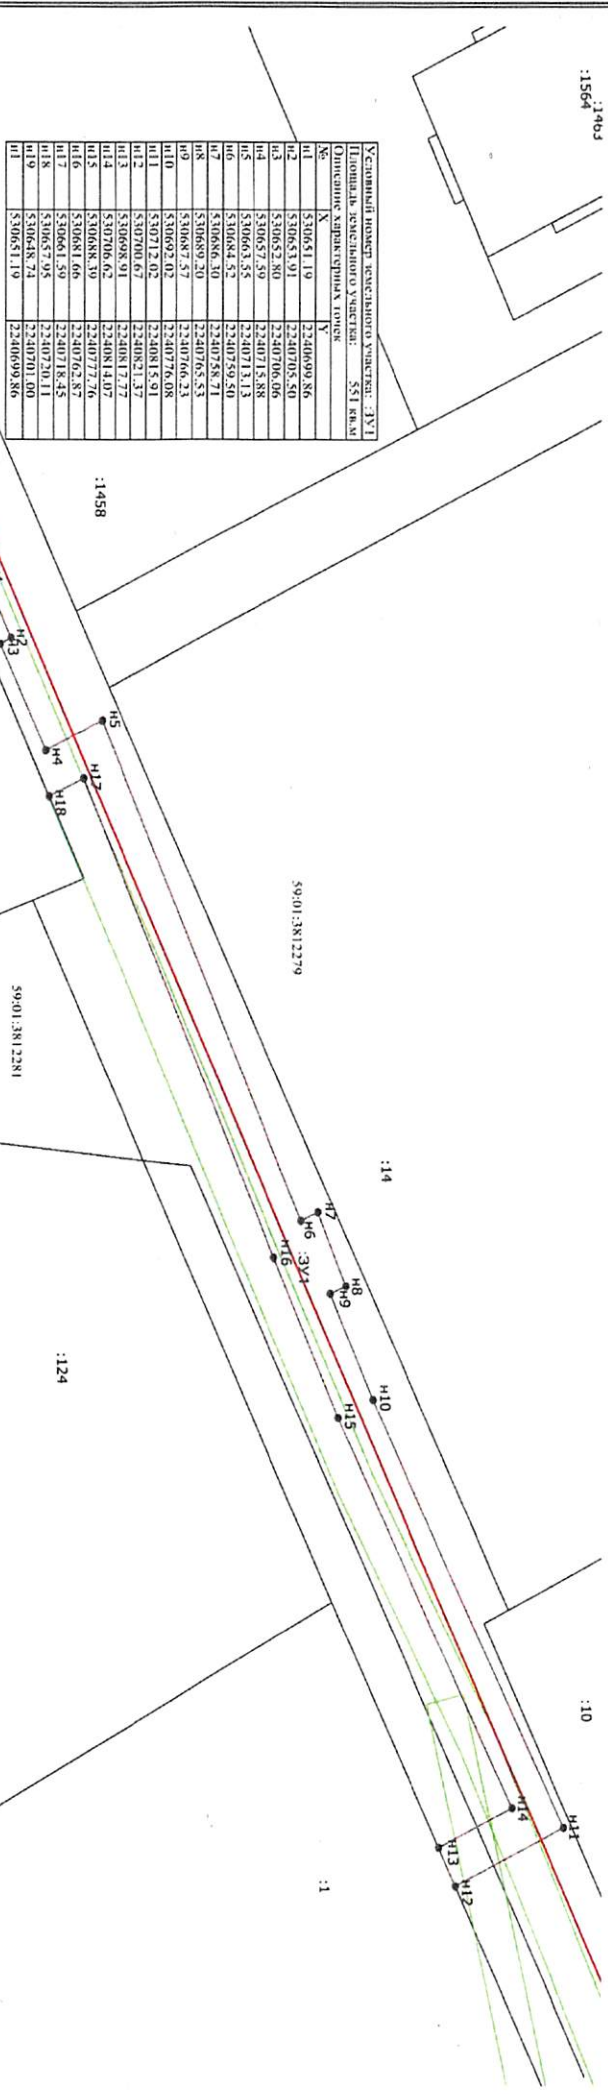 Условный номер земельного участка: :ЗУ1
Площадь земельного участка: 551 кв.м
Описание характерных точек
№ X Y
н1 530651.19 2240699.86
н2 530653.91 2240705.50
н3 530652.80 2240706.06
н4 530657.59 2240715.88
н5 530663.55 2240713.13
н6 530684.52 2240759.50
н7 530686.30 2240758.71
н8 530689.20 2240765.53
н9 530687.57 2240766.23
н10 530692.02 2240776.08
н11 530712.02 2240815.91
н12 530700.67 2240821.37
н13 530698.91 2240817.77
н14 530706.62 2240814.07
н15 530688.39 2240777.76
н16 530681.66 2240762.87
н17 530661.59 2240718.45
н18 530657.95 2240720.11
н19 530648.74 2240701.00
н1 530651.19 2240699.86
:1463
:1564
:1458
н2
н3
н4
н5
н17
н18
59:01:3812279
59:01:3812281
:14
н7
н6
:ЗУ1
н16
н8
н9
н10
н15
:124
:10
н11
н14
н13
н12
:1